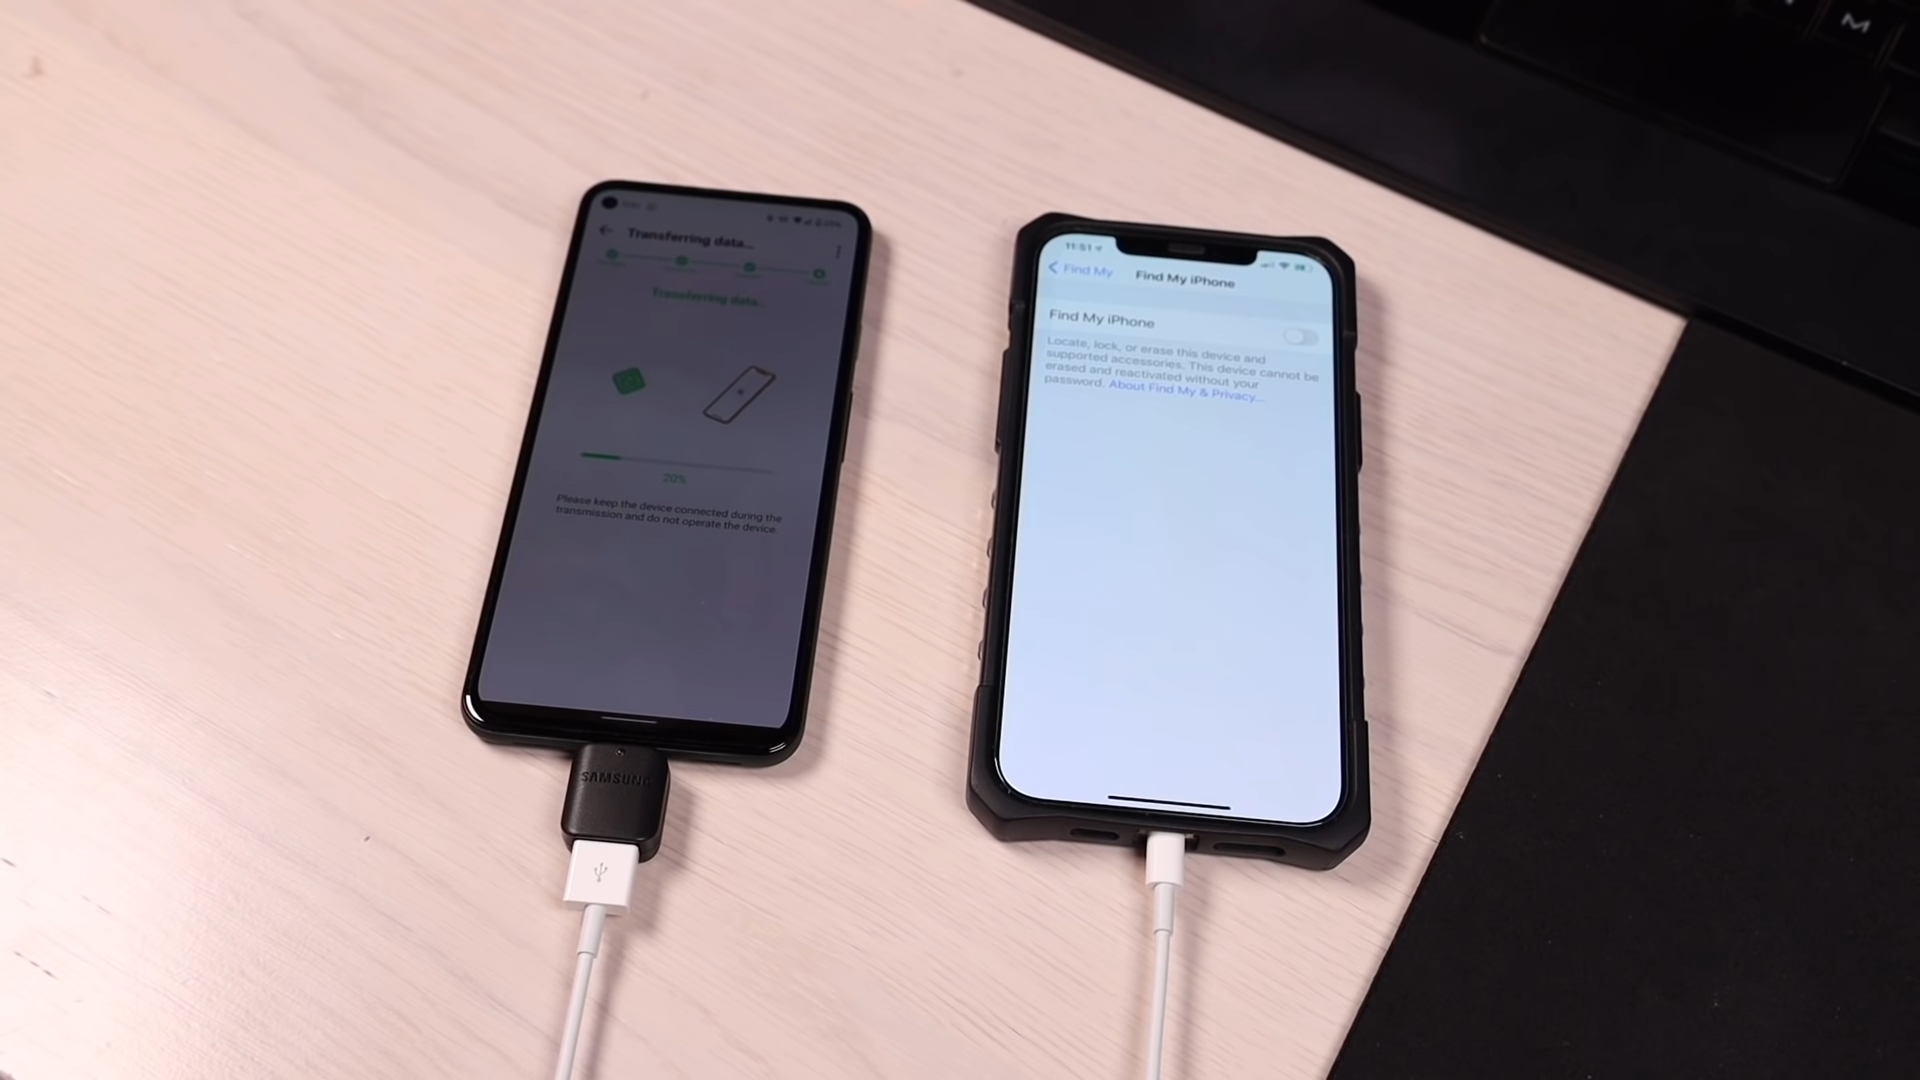 Transferring data...
Transferring data...
20%
Please keep the device connected during the
transmission and do not operate the device
SAMSUNG
11:51
Find My
Find My iPhone
Find My iPhone
Locate, lock, or erase this device and
supported accessories. This device cannot be
erased and reactivated without your
password. About Find My & Privacy...
M